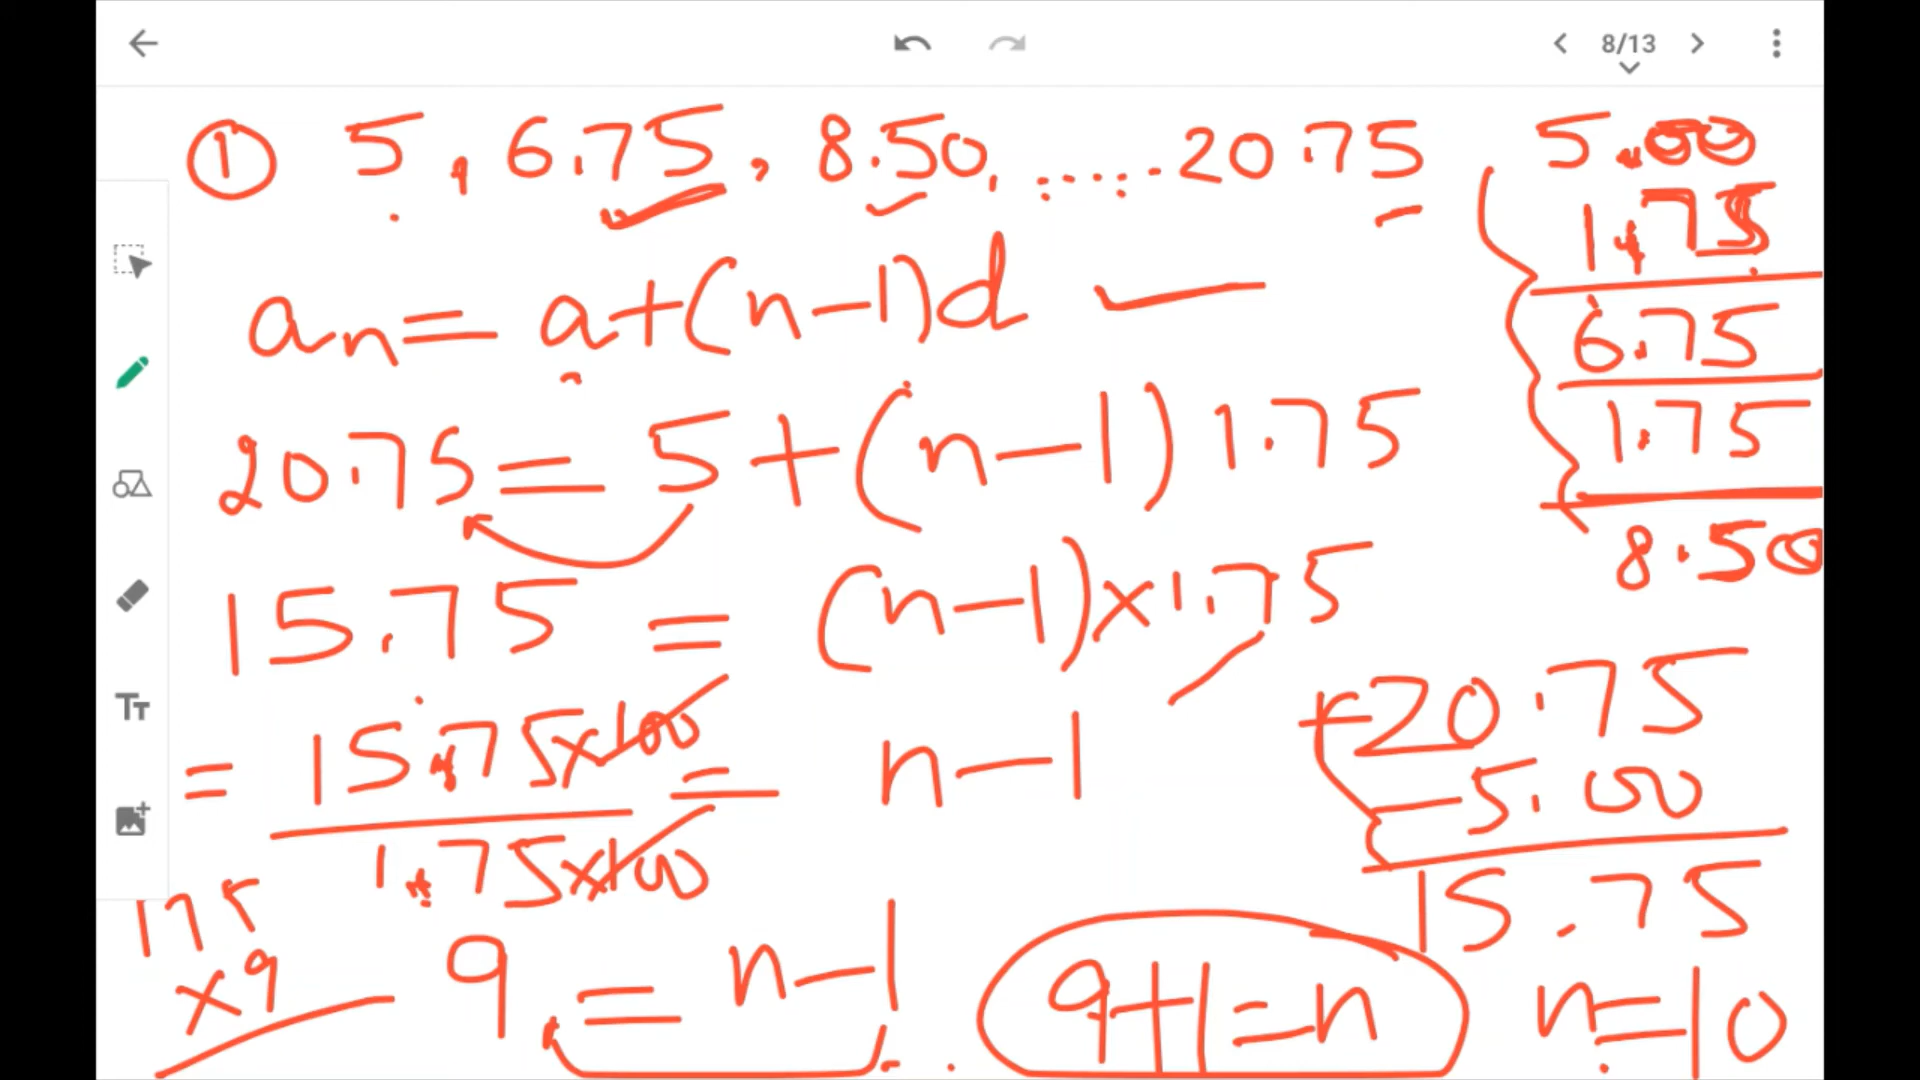 8/13
① 5, 6.75, 8.50, ...... 20.75
an = a+(n-1)d
20.75 = 5+(n-1) 1.75
15.75 = (n-1)×1.75
= 15.75×100 / 1.75×100 = n-1
175
×9
9 = n-1
9+1=n
n=10
5.00
1.75
6.75
1.75
8.50
20.75
-5.00
15.75
TT